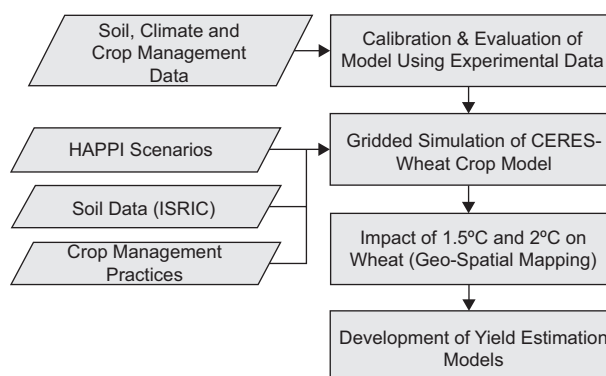 Soil, Climate and
Crop Management
Data
Calibration & Evaluation of
Model Using Experimental Data
HAPPI Scenarios
Soil Data (ISRIC)
Crop Management
Practices
Gridded Simulation of CERES-
Wheat Crop Model
Impact of 1.5ºC and 2ºC on
Wheat (Geo-Spatial Mapping)
Development of Yield Estimation
Models